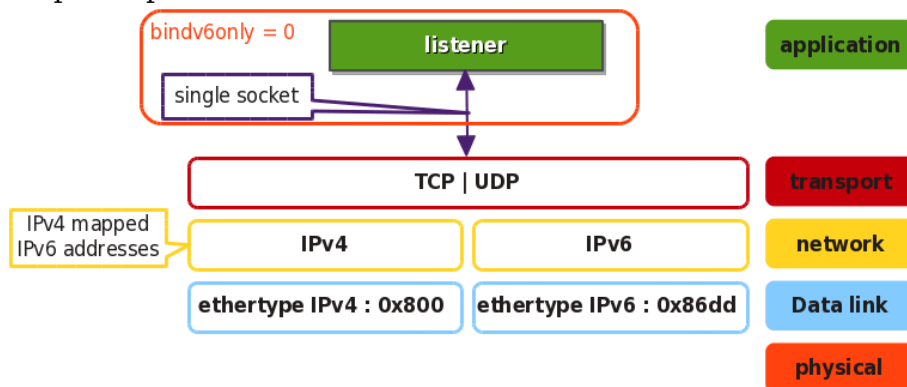 bindv6only = 0
listener
application
single socket
TCP | UDP
transport
IPv4 mapped
IPv6 addresses
IPv4
IPv6
network
ethertype IPv4 : 0x800
ethertype IPv6 : 0x86dd
Data link
physical